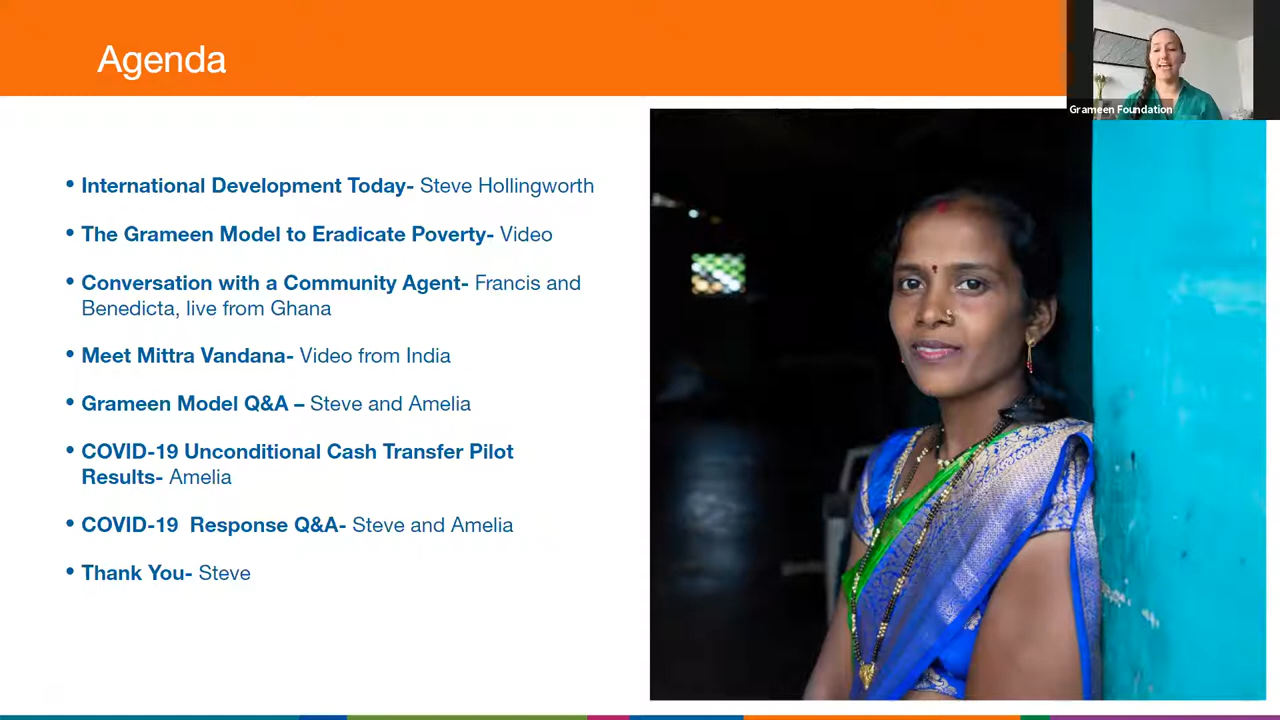 Agenda
Grameen Foundation
• International Development Today- Steve Hollingworth
• The Grameen Model to Eradicate Poverty- Video
• Conversation with a Community Agent- Francis and
Benedicta, live from Ghana
• Meet Mittra Vandana- Video from India
• Grameen Model Q&A – Steve and Amelia
• COVID-19 Unconditional Cash Transfer Pilot
Results- Amelia
• COVID-19  Response Q&A- Steve and Amelia
• Thank You- Steve